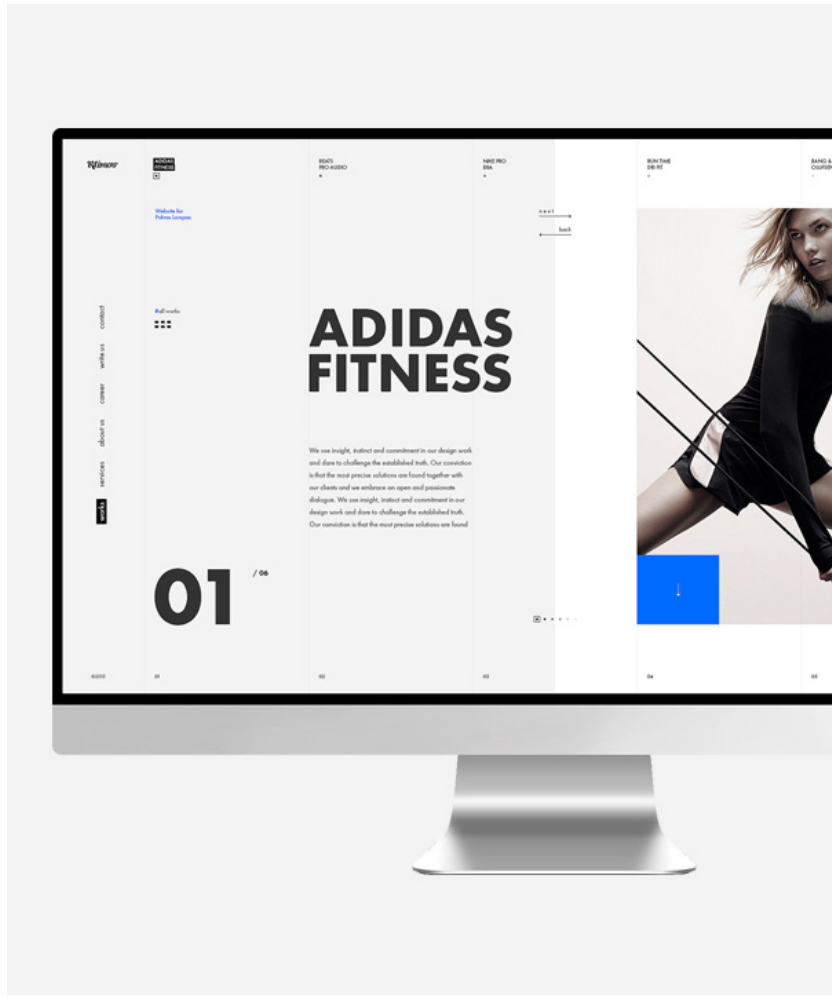 Klimow
ADIDAS
FITNESS
BEATS
PRO AUDIO
NIKE PRO
ERA
RUN TIME
DRI FIT
BANG &
OLUFSEN
Website for
next
back
#all works
contact
write us
career
about us
services
works
ADIDAS
FITNESS
We use insight, instinct and commitment in our design work
and dare to challenge the established truth. Our conviction
is that the most precise solutions are found together with
our clients and we embrace an open and passionate
dialogue. We use insight, instinct and commitment in our
design work and dare to challenge the established truth.
Our conviction is that the most precise solutions are found
01
/ 06
01
02
03
04
05